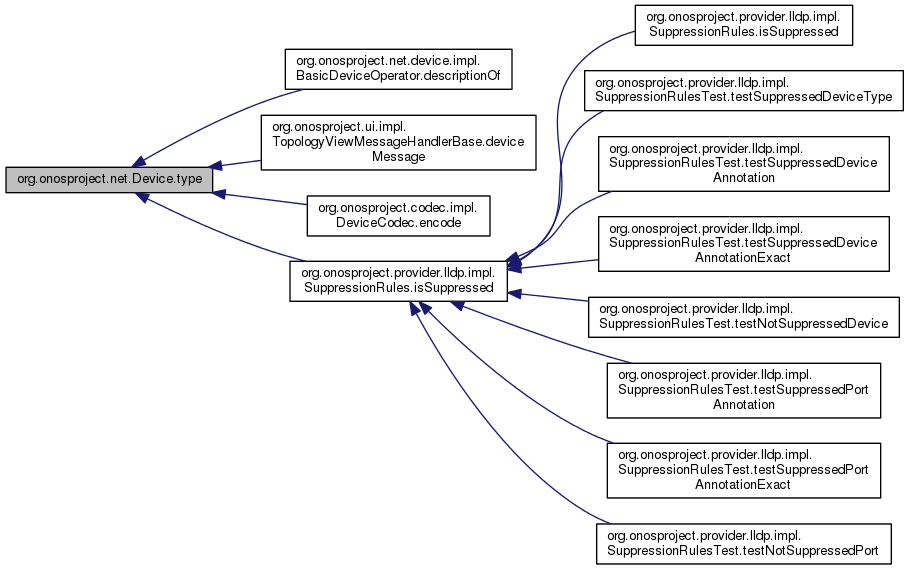 org.onosproject.provider.lldp.impl.
SuppressionRules.isSuppressed
org.onosproject.net.device.impl.
BasicDeviceOperator.descriptionOf
org.onosproject.provider.lldp.impl.
SuppressionRulesTest.testSuppressedDeviceType
org.onosproject.ui.impl.
TopologyViewMessageHandlerBase.device
Message
org.onosproject.provider.lldp.impl.
SuppressionRulesTest.testSuppressedDevice
Annotation
org.onosproject.net.Device.type
org.onosproject.codec.impl.
DeviceCodec.encode
org.onosproject.provider.lldp.impl.
SuppressionRulesTest.testSuppressedDevice
AnnotationExact
org.onosproject.provider.lldp.impl.
SuppressionRules.isSuppressed
org.onosproject.provider.lldp.impl.
SuppressionRulesTest.testNotSuppressedDevice
org.onosproject.provider.lldp.impl.
SuppressionRulesTest.testSuppressedPort
Annotation
org.onosproject.provider.lldp.impl.
SuppressionRulesTest.testSuppressedPort
AnnotationExact
org.onosproject.provider.lldp.impl.
SuppressionRulesTest.testNotSuppressedPort